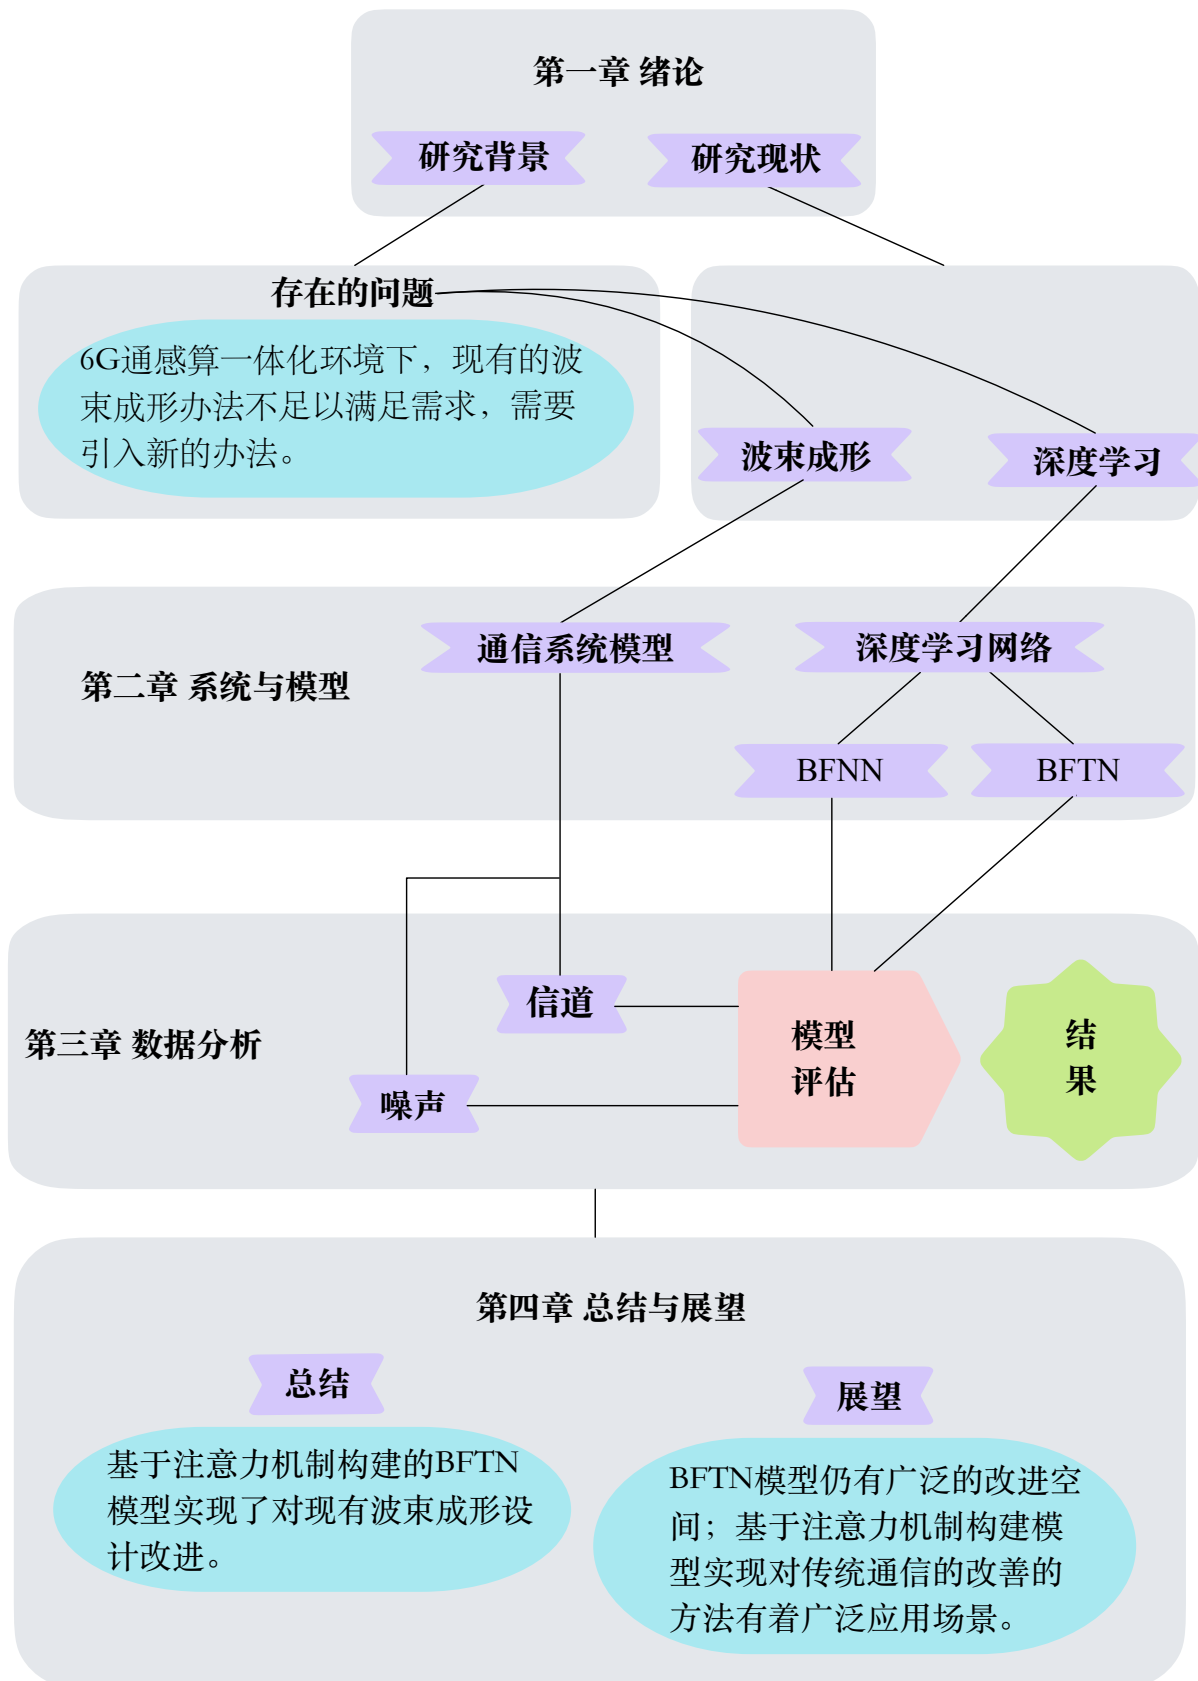 第一章 绪论
研究背景
研究现状
存在的问题
6G通感算一体化环境下，现有的波
束成形办法不足以满足需求，需要
引入新的办法。
波束成形
深度学习
第二章 系统与模型
通信系统模型
深度学习网络
BFNN
BFTN
第三章 数据分析
信道
噪声
模型
评估
结
果
第四章 总结与展望
总结
基于注意力机制构建的BFTN
模型实现了对现有波束成形设
计改进。
展望
BFTN模型仍有广泛的改进空
间；基于注意力机制构建模
型实现对传统通信的改善的
方法有着广泛应用场景。